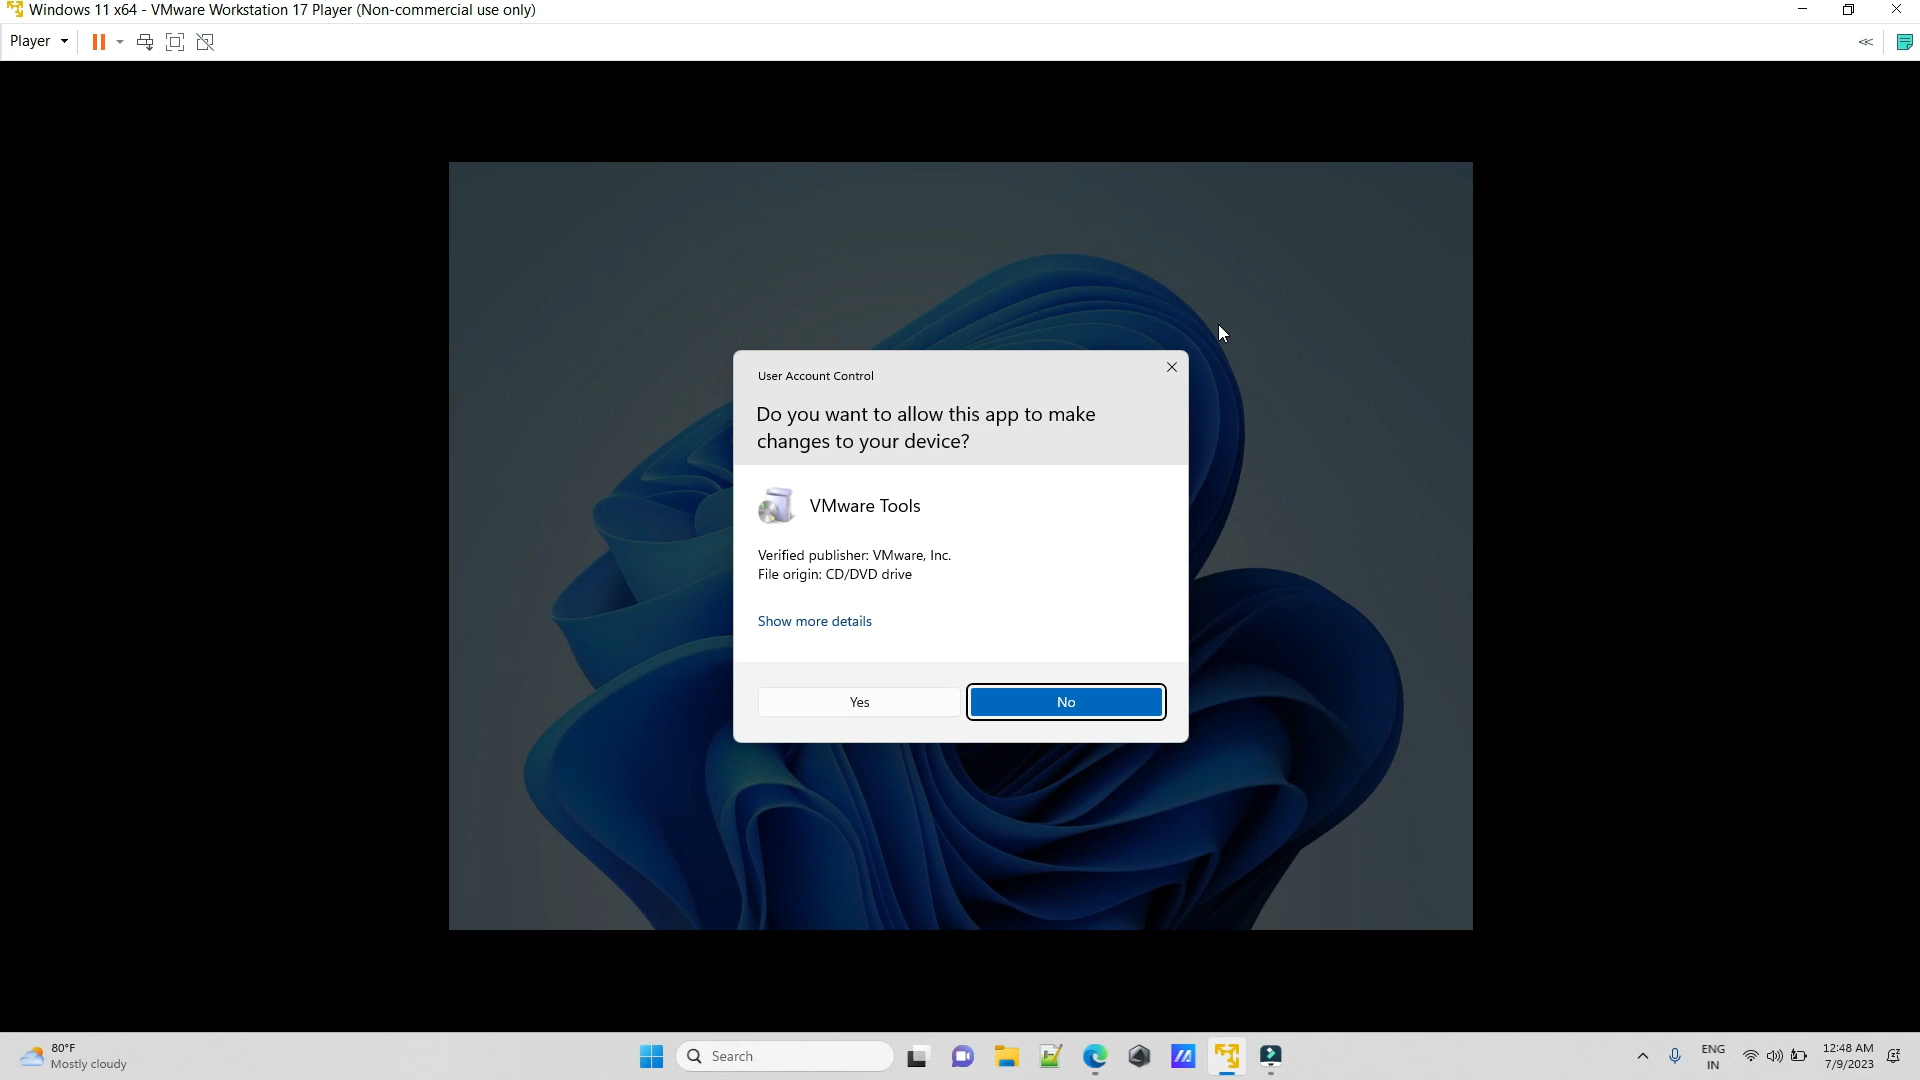 Windows 11 x64 - VMware Workstation 17 Player (Non-commercial use only)
Player
User Account Control
Do you want to allow this app to make
changes to your device?
VMware Tools
Verified publisher: VMware, Inc.
File origin: CD/DVD drive
Show more details
Yes
No
80°F
Mostly cloudy
Search
ENG
IN
12:48 AM
7/9/2023